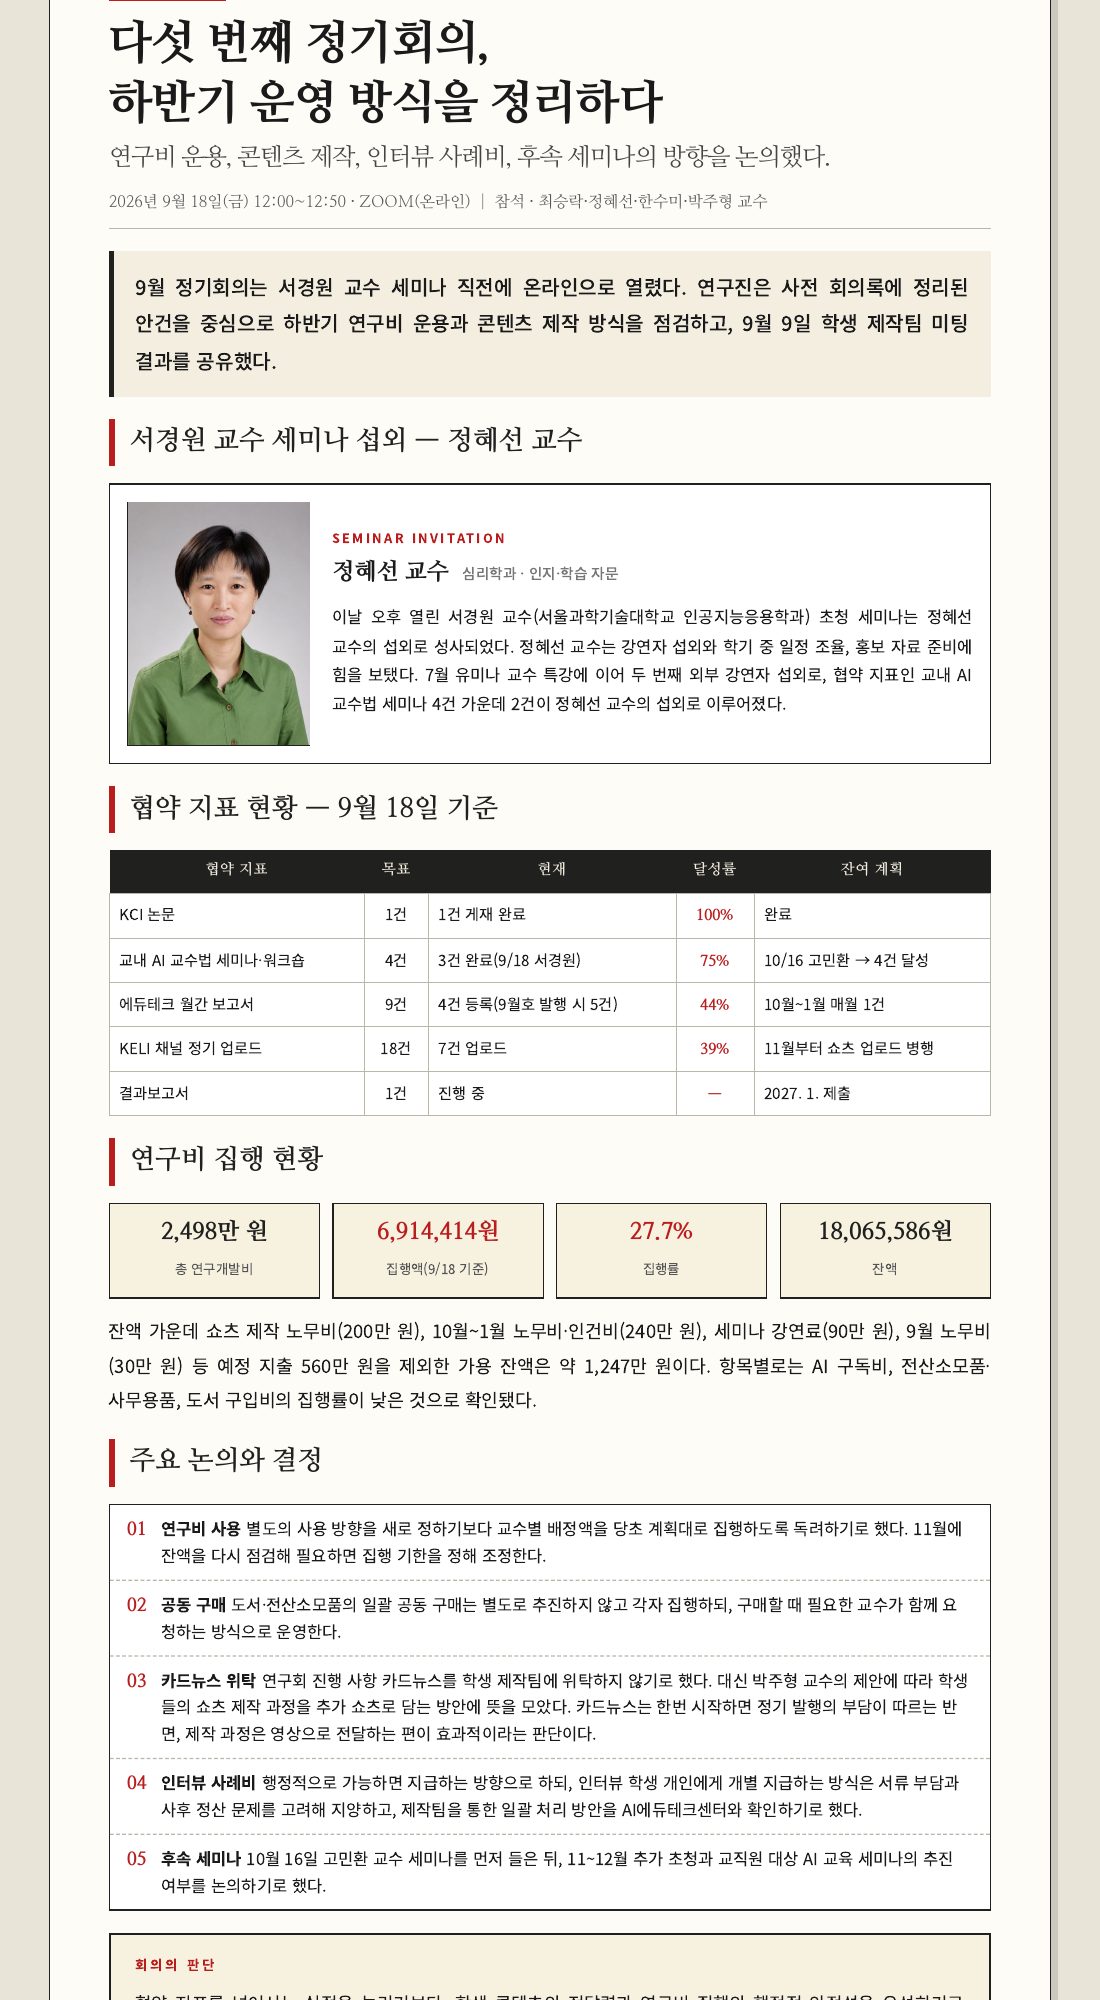 다섯 번째 정기회의,
하반기 운영 방식을 정리하다
연구비 운용, 콘텐츠 제작, 인터뷰 사례비, 후속 세미나의 방향을 논의했다.
2026년 9월 18일(금) 12:00~12:50 · ZOOM(온라인) | 참석 · 최승락·정혜선·한수미·박주형 교수
9월 정기회의는 서경원 교수 세미나 직전에 온라인으로 열렸다. 연구진은 사전 회의록에 정리된
안건을 중심으로 하반기 연구비 운용과 콘텐츠 제작 방식을 점검하고, 9월 9일 학생 제작팀 미팅
결과를 공유했다.
서경원 교수 세미나 섭외 — 정혜선 교수
SEMINAR INVITATION
정혜선 교수 심리학과 · 인지·학습 자문
이날 오후 열린 서경원 교수(서울과학기술대학교 인공지능응용학과) 초청 세미나는 정혜선
교수의 섭외로 성사되었다. 정혜선 교수는 강연자 섭외와 학기 중 일정 조율, 홍보 자료 준비에
힘을 보탰다. 7월 유미나 교수 특강에 이어 두 번째 외부 강연자 섭외로, 협약 지표인 교내 AI
교수법 세미나 4건 가운데 2건이 정혜선 교수의 섭외로 이루어졌다.
협약 지표 현황 — 9월 18일 기준
협약 지표 목표 현재 달성률 잔여 계획
KCI 논문 1건 1건 게재 완료 100% 완료
교내 AI 교수법 세미나·워크숍 4건 3건 완료(9/18 서경원) 75% 10/16 고민환 → 4건 달성
에듀테크 월간 보고서 9건 4건 등록(9월호 발행 시 5건) 44% 10월~1월 매월 1건
KELI 채널 정기 업로드 18건 7건 업로드 39% 11월부터 쇼츠 업로드 병행
결과보고서 1건 진행 중 — 2027. 1. 제출
연구비 집행 현황
2,498만 원 6,914,414원 27.7% 18,065,586원
총 연구개발비 집행액(9/18 기준) 집행률 잔액
잔액 가운데 쇼츠 제작 노무비(200만 원), 10월~1월 노무비·인건비(240만 원), 세미나 강연료(90만 원), 9월 노무비
(30만 원) 등 예정 지출 560만 원을 제외한 가용 잔액은 약 1,247만 원이다. 항목별로는 AI 구독비, 전산소모품·
사무용품, 도서 구입비의 집행률이 낮은 것으로 확인됐다.
주요 논의와 결정
01 연구비 사용 별도의 사용 방향을 새로 정하기보다 교수별 배정액을 당초 계획대로 집행하도록 독려하기로 했다. 11월에
잔액을 다시 점검해 필요하면 집행 기한을 정해 조정한다.
02 공동 구매 도서·전산소모품의 일괄 공동 구매는 별도로 추진하지 않고 각자 집행하되, 구매할 때 필요한 교수가 함께 요
청하는 방식으로 운영한다.
03 카드뉴스 위탁 연구회 진행 사항 카드뉴스를 학생 제작팀에 위탁하지 않기로 했다. 대신 박주형 교수의 제안에 따라 학생
들의 쇼츠 제작 과정을 추가 쇼츠로 담는 방안에 뜻을 모았다. 카드뉴스는 한번 시작하면 정기 발행의 부담이 따르는 반
면, 제작 과정은 영상으로 전달하는 편이 효과적이라는 판단이다.
04 인터뷰 사례비 행정적으로 가능하면 지급하는 방향으로 하되, 인터뷰 학생 개인에게 개별 지급하는 방식은 서류 부담과
사후 정산 문제를 고려해 지양하고, 제작팀을 통한 일괄 처리 방안을 AI에듀테크센터와 확인하기로 했다.
05 후속 세미나 10월 16일 고민환 교수 세미나를 먼저 들은 뒤, 11~12월 추가 초청과 교직원 대상 AI 교육 세미나의 추진
여부를 논의하기로 했다.
회의의 판단